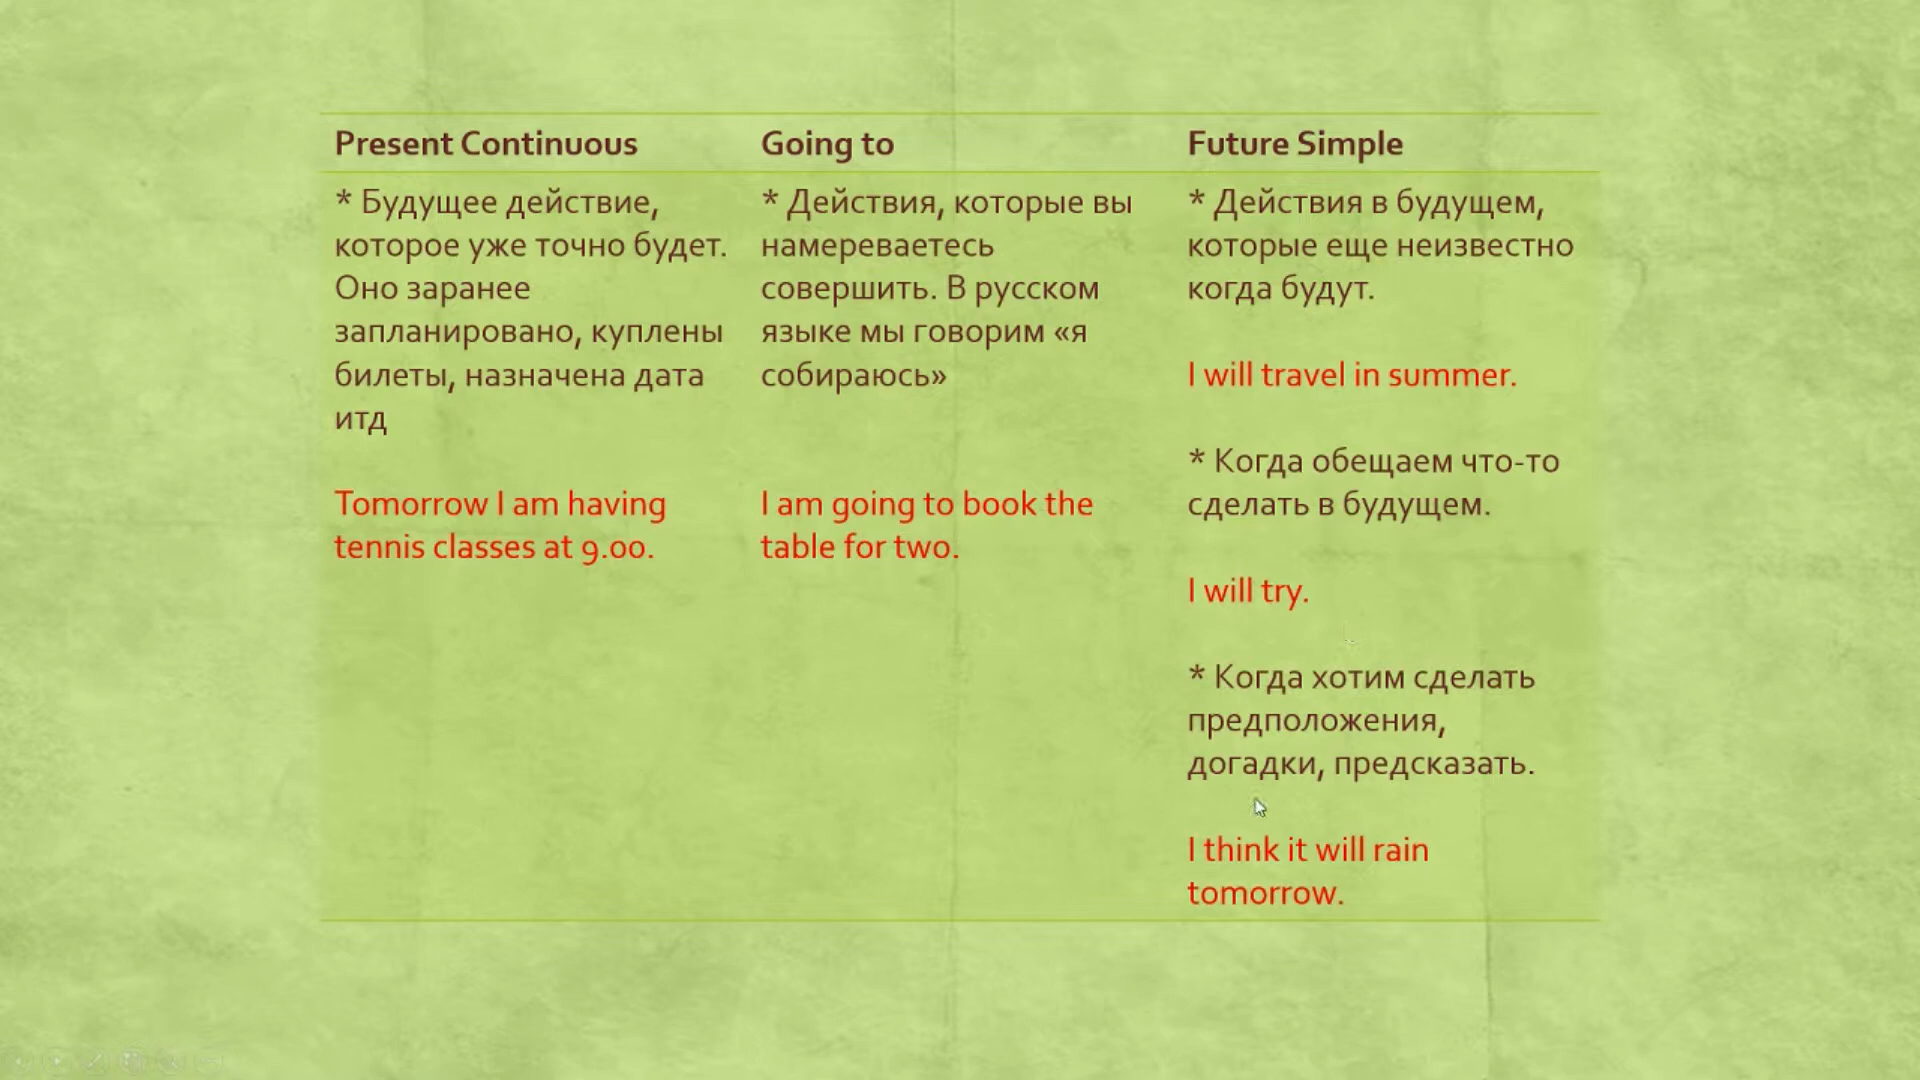 Present Continuous
Going to
Future Simple
* Будущее действие,
которое уже точно будет.
Оно заранее
запланировано, куплены
билеты, назначена дата
итд
Tomorrow I am having
tennis classes at 9.00.
* Действия, которые вы
намереваетесь
совершить. В русском
языке мы говорим «я
собираюсь»
I am going to book the
table for two.
* Действия в будущем,
которые еще неизвестно
когда будут.
I will travel in summer.
* Когда обещаем что-то
сделать в будущем.
I will try.
* Когда хотим сделать
предположения,
догадки, предсказать.
I think it will rain
tomorrow.